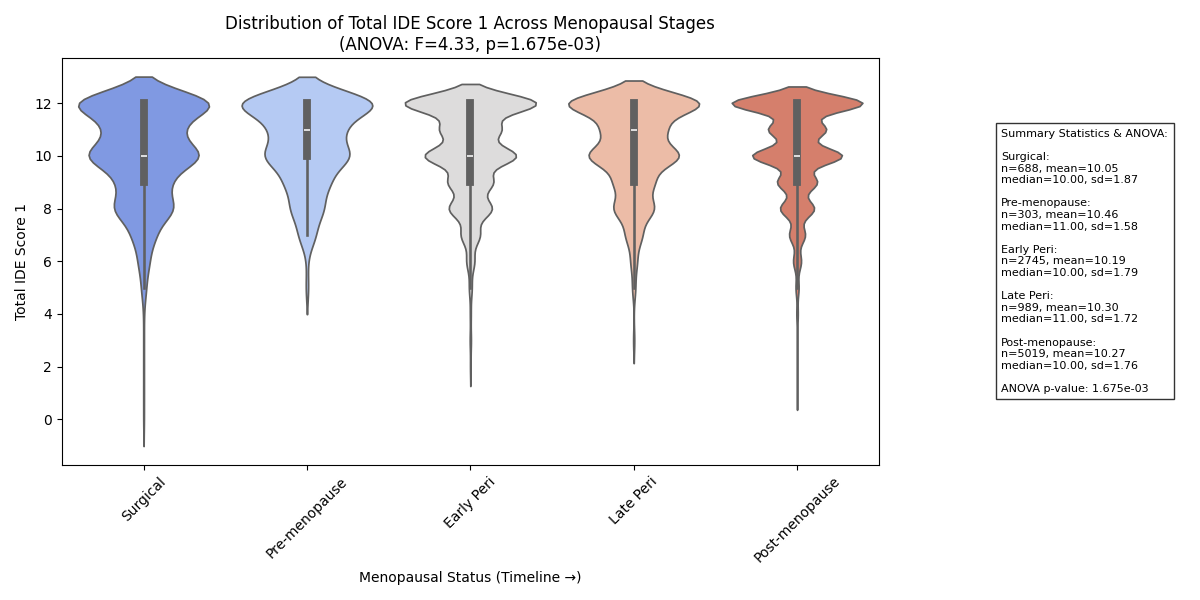 Distribution of Total IDE Score 1 Across Menopausal Stages
(ANOVA: F=4.33, p=1.675e-03)
Total IDE Score 1
12
10
8
6
4
2
0
Surgical
Pre-menopause
Early Peri
Late Peri
Post-menopause
Menopausal Status (Timeline →)
Summary Statistics & ANOVA:
Surgical:
n=688, mean=10.05
median=10.00, sd=1.87
Pre-menopause:
n=303, mean=10.46
median=11.00, sd=1.58
Early Peri:
n=2745, mean=10.19
median=10.00, sd=1.79
Late Peri:
n=989, mean=10.30
median=11.00, sd=1.72
Post-menopause:
n=5019, mean=10.27
median=10.00, sd=1.76
ANOVA p-value: 1.675e-03